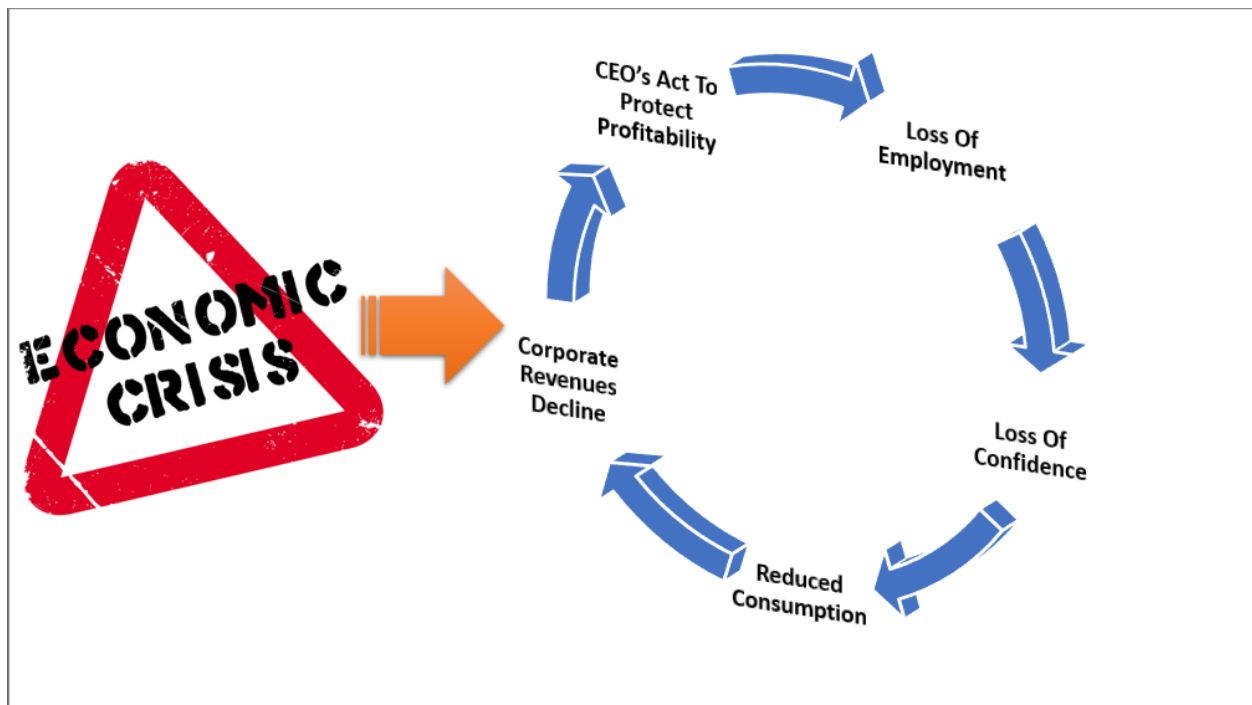 ECONOMIC
CRISIS
Corporate
Revenues
Decline
CEO’s Act To
Protect
Profitability
Loss Of
Employment
Loss Of
Confidence
Reduced
Consumption